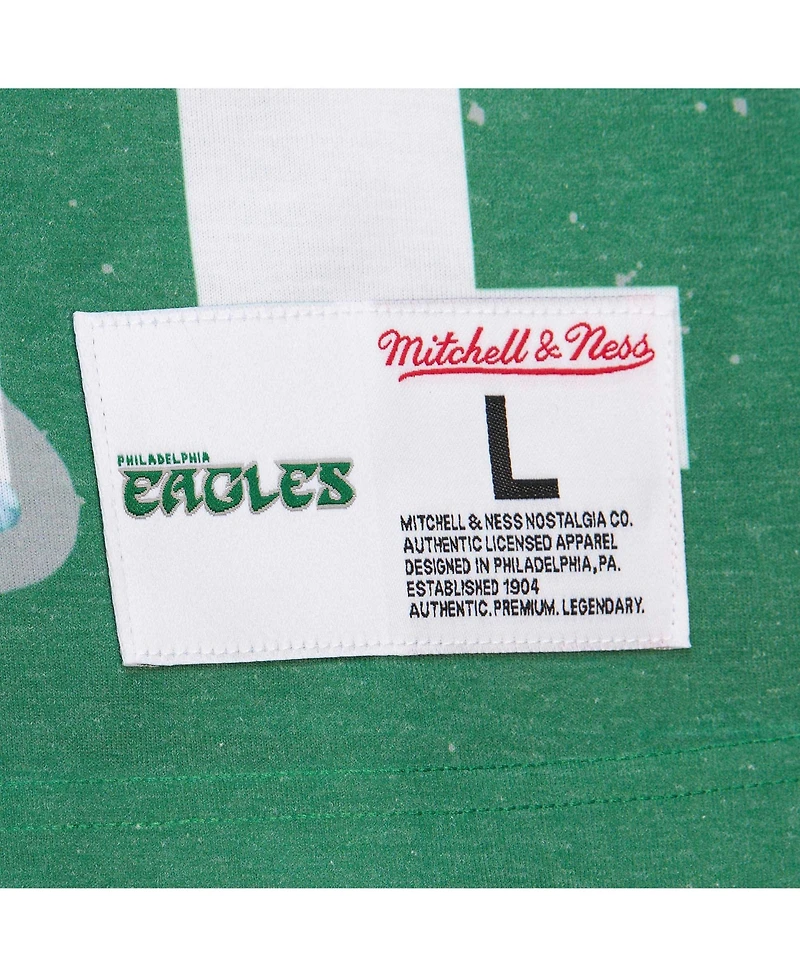 PHILADELPHIA
EAGLES
Mitchell & Ness
L
MITCHELL & NESS NOSTALGIA CO.
AUTHENTIC LICENSED APPAREL
DESIGNED IN PHILADELPHIA, PA.
ESTABLISHED 1904
AUTHENTIC. PREMIUM. LEGENDARY.